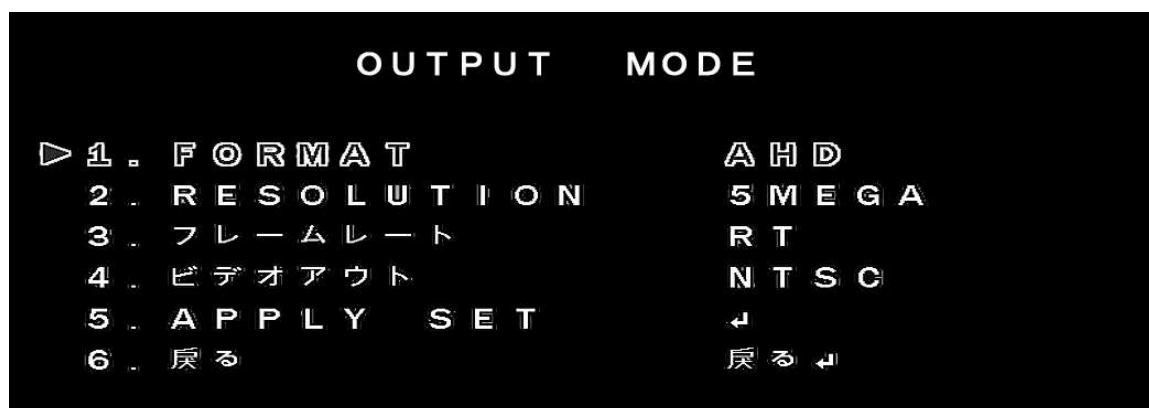 OUTPUT MODE
▷1. FORMAT AHD
2. RESOLUTION 5MEGA
3. フレームレート RT
4. ビデオアウト NTSC
5. APPLY SET ↵
6. 戻る 戻る↵